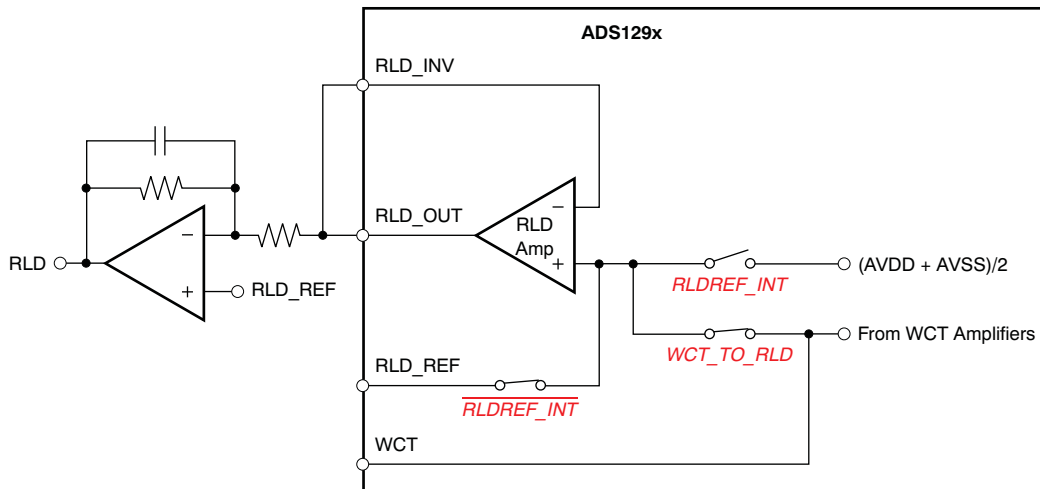 ADS129x
RLD_INV
RLD_OUT
RLD
Amp
−
+
RLD
−
+
RLD_REF
RLDREF_INT
(AVDD + AVSS)/2
WCT_TO_RLD
From WCT Amplifiers
RLD_REF
RLDREF_INT
WCT